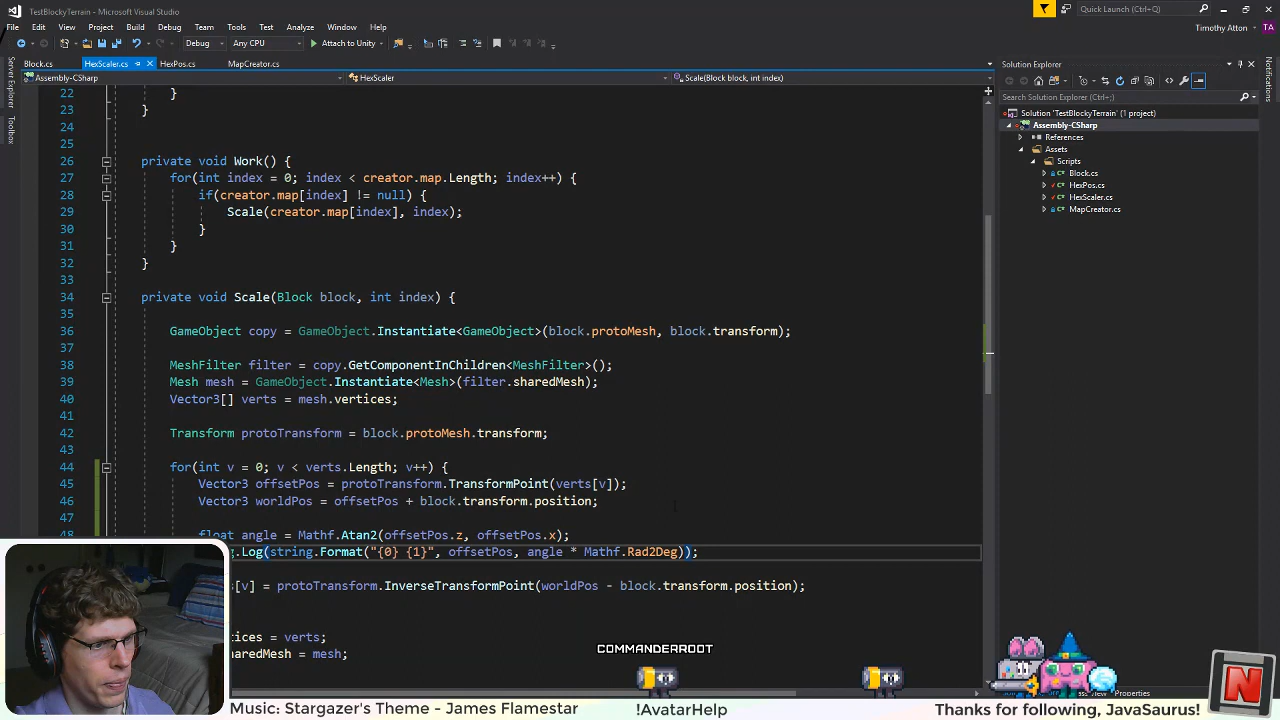 TestBlockyTerrain - Microsoft Visual Studio
Quick Launch (Ctrl+Q)
File Edit View Project Build Debug Team Tools Test Analyze Window Help
Timothy Atton TA
Debug Any CPU Attach to Unity
Block.cs HexScaler.cs HexPos.cs MapCreator.cs
Solution Explorer
Assembly-CSharp HexScaler Scale(Block block, int index)
Server Explorer
Toolbox
Notifications
Search Solution Explorer (Ctrl+;)
Solution 'TestBlockyTerrain' (1 project)
Assembly-CSharp
References
Assets
Scripts
Block.cs
HexPos.cs
HexScaler.cs
MapCreator.cs
22 }
23 }
24
25
26 private void Work() {
27 for(int index = 0; index < creator.map.Length; index++) {
28 if(creator.map[index] != null) {
29 Scale(creator.map[index], index);
30 }
31 }
32 }
33
34 private void Scale(Block block, int index) {
35
36 GameObject copy = GameObject.Instantiate<GameObject>(block.protoMesh, block.transform);
37
38 MeshFilter filter = copy.GetComponentInChildren<MeshFilter>();
39 Mesh mesh = GameObject.Instantiate<Mesh>(filter.sharedMesh);
40 Vector3[] verts = mesh.vertices;
41
42 Transform protoTransform = block.protoMesh.transform;
43
44 for(int v = 0; v < verts.Length; v++) {
45 Vector3 offsetPos = protoTransform.TransformPoint(verts[v]);
46 Vector3 worldPos = offsetPos + block.transform.position;
47
48 float angle = Mathf.Atan2(offsetPos.z, offsetPos.x);
g.Log(string.Format("{0} {1}", offsetPos, angle * Mathf.Rad2Deg));
s[v] = protoTransform.InverseTransformPoint(worldPos - block.transform.position);
tices = verts;
haredMesh = mesh;
COMMANDERROOT
Properties
N
Music: Stargazer's Theme - James Flamestar !AvatarHelp Thanks for following, JavaSaurus!